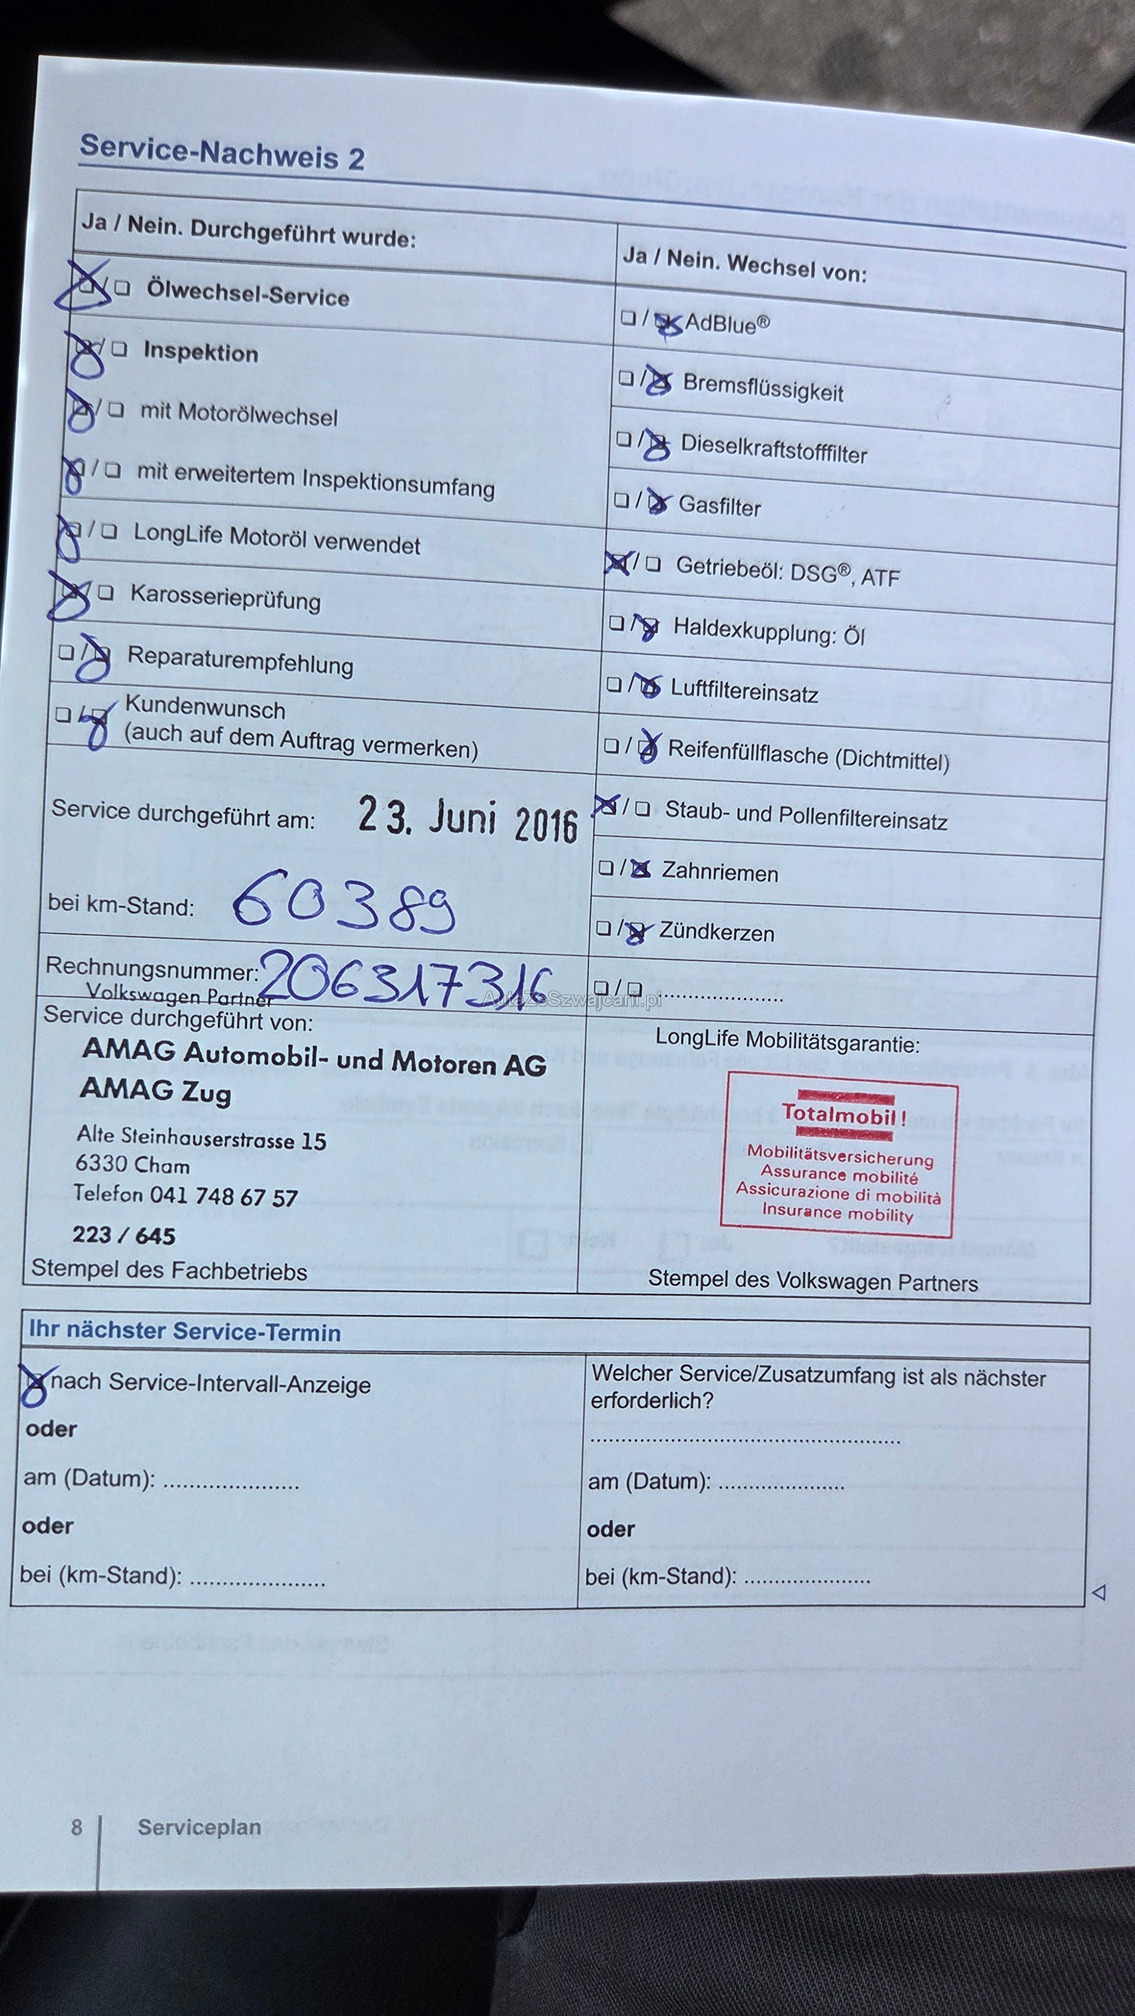 Service-Nachweis 2
Ja / Nein. Durchgeführt wurde:
❏/❏ Ölwechsel-Service
❏/❏ Inspektion
❏/❏ mit Motorölwechsel
❏/❏ mit erweitertem Inspektionsumfang
❏/❏ LongLife Motoröl verwendet
❏/❏ Karosserieprüfung
❏/❏ Reparaturempfehlung
❏/❏ Kundenwunsch
(auch auf dem Auftrag vermerken)
Service durchgeführt am: 23. Juni 2016
bei km-Stand: 60389
Rechnungsnummer: 206317316
Volkswagen Partner
Service durchgeführt von:
AMAG Automobil- und Motoren AG
AMAG Zug
Alte Steinhauserstrasse 15
6330 Cham
Telefon 041 748 67 57
223 / 645
Stempel des Fachbetriebs
Ja / Nein. Wechsel von:
❏/❏ AdBlue®
❏/❏ Bremsflüssigkeit
❏/❏ Dieselkraftstofffilter
❏/❏ Gasfilter
❏/❏ Getriebeöl: DSG®, ATF
❏/❏ Haldexkupplung: Öl
❏/❏ Luftfiltereinsatz
❏/❏ Reifenfüllflasche (Dichtmittel)
❏/❏ Staub- und Pollenfiltereinsatz
❏/❏ Zahnriemen
❏/❏ Zündkerzen
❏/❏ ....................
AutaZeSzwajcarii.pl
LongLife Mobilitätsgarantie:
Totalmobil!
Mobilitätsversicherung
Assurance mobilité
Assicurazione di mobilità
Insurance mobility
Stempel des Volkswagen Partners
Ihr nächster Service-Termin
❏ nach Service-Intervall-Anzeige
oder
am (Datum): ......................
oder
bei (km-Stand): ......................
Welcher Service/Zusatzumfang ist als nächster
erforderlich?
..................................................
am (Datum): ....................
oder
bei (km-Stand): ....................
8
Serviceplan